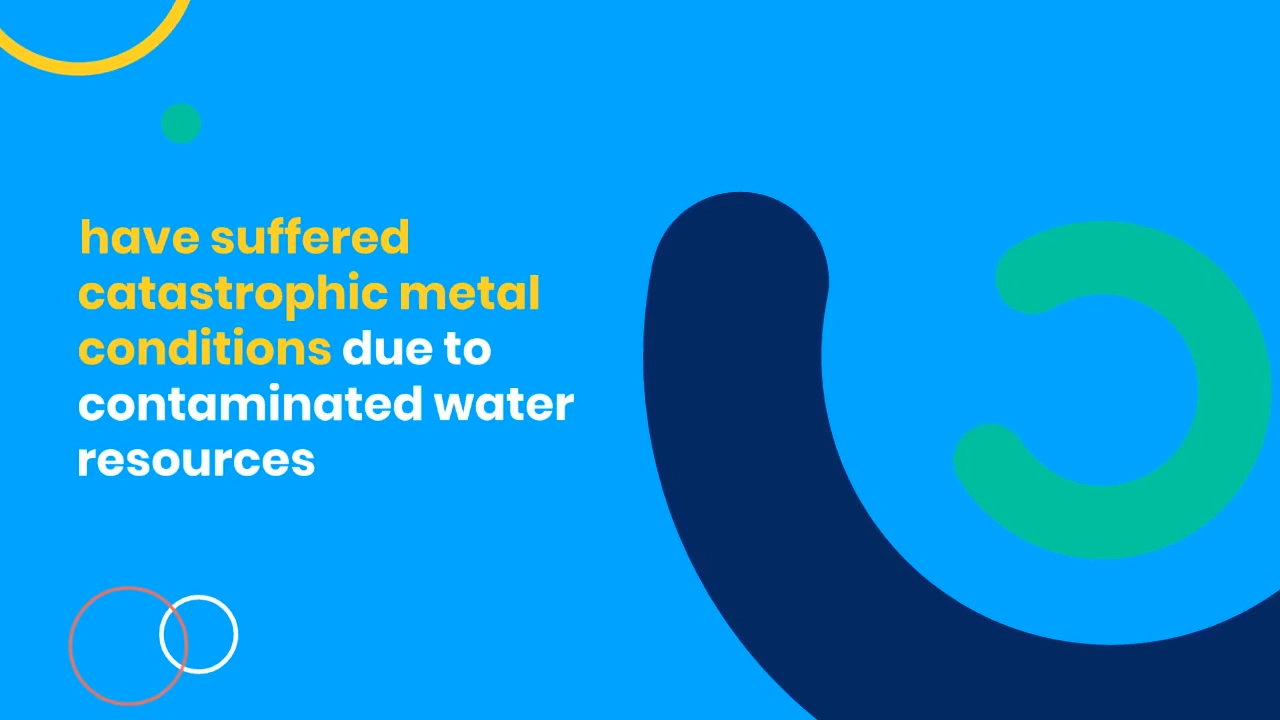 have suffered
catastrophic metal
conditions due to
contaminated water
resources